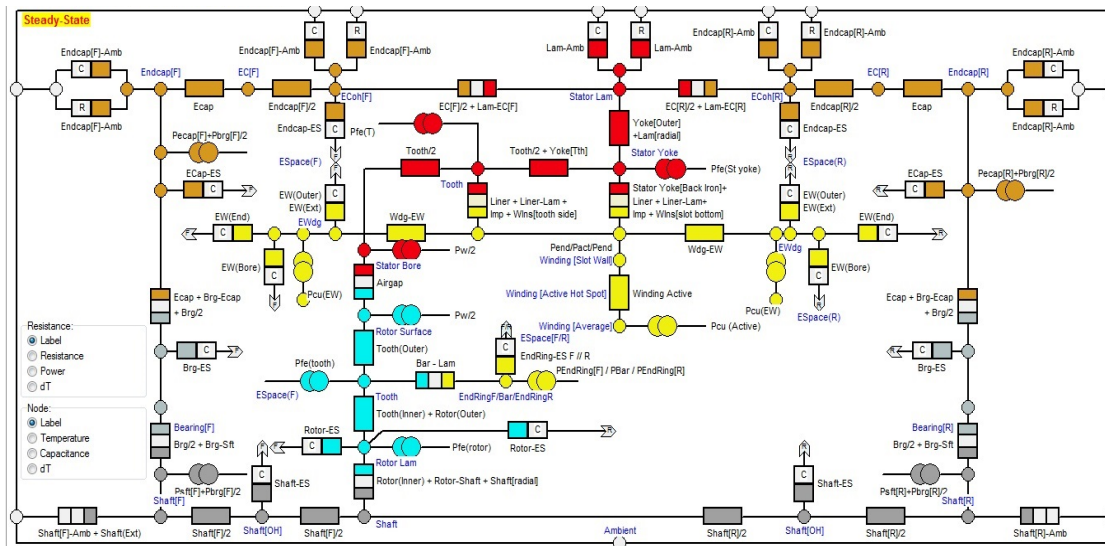 Steady-State
C
R
C
R
C
R
Endcap[F]-Amb
Endcap[F]-Amb
Lam-Amb
Lam-Amb
Endcap[R]-Amb
Endcap[R]-Amb
Endcap[F]-Amb
C
Endcap[F]
EC[F]
Endcap[R]-Amb
C
EC[R]
Endcap[R]
R
Endcap[F]-Amb
Ecap
Endcap[F]/2
ECoh[F]
EC[F]/2 + Lam-EC[F]
Stator Lam
EC[R]/2 + Lam-EC[R]
ECoh[R]
Endcap[R]/2
Ecap
R
Endcap[R]-Amb
Endcap-ES
C
Pfe(T)
Yoke[Outer]
+Lam[radial]
Endcap-ES
C
Pecap[F]+Pbrg[F]/2
ESpace(F)
F
F
Tooth/2
Tooth/2 + Yoke[Tth]
Stator Yoke
Pfe(St yoke)
R
R
ESpace(R)
ECap-ES
C
F
Tooth
ECap-ES
C
R
Pecap[R]+Pbrg[R]/2
EW(Outer)
EW(Ext)
C
C
Liner + Liner-Lam +
Imp + Wlns[tooth side]
C
Stator Yoke[Back Iron]+
Liner + Liner-Lam+
Imp + Wlns[slot bottom]
EW(Outer)
EW(Ext)
C
EW(End)
F
C
EWdg
Wdg-EW
Wdg-EW
EWdg
EW(End)
C
R
EW(Bore)
C
F
Pcu(EW)
Stator Bore
Pw/2
Airgap
Pend/Pact/Pend
Winding [Slot Wall]
Winding [Active Hot Spot]
Winding Active
Pcu(EW)
EW(Bore)
C
R
ESpace(R)
Ecap + Brg-Ecap
+ Brg/2
Rotor Surface
Pw/2
Winding [Average]
Pcu (Active)
Ecap + Brg-Ecap
+ Brg/2
Resistance:
Label
Resistance
Power
dT
Brg-ES
C
F
Tooth(Outer)
ESpace[F/R]
C
EndRing-ES F // R
Brg-ES
C
R
Pfe(tooth)
Bar - Lam
PEndRing[F] / PBar / PEndRing[R]
ESpace(F)
Tooth
EndRingF/Bar/EndRingR
Node:
Label
Temperature
Capacitance
dT
Bearing[F]
Brg/2 + Brg-Sft
Tooth(Inner) + Rotor(Outer)
Rotor-ES
C
F
Pfe(rotor)
Rotor-ES
C
R
Bearing[R]
Brg/2 + Brg-Sft
Rotor Lam
Psft[F]+Pbrg[F]/2
F
C
Shaft-ES
Rotor(Inner) + Rotor-Shaft + Shaft[radial]
R
C
Shaft-ES
Psft[R]+Pbrg[R]/2
Shaft[F]
Shaft[R]
Shaft[F]-Amb + Shaft(Ext)
Shaft[F]/2
Shaft[OH]
Shaft[F]/2
Shaft
Ambient
Shaft[R]/2
Shaft[OH]
Shaft[R]/2
Shaft[R]-Amb